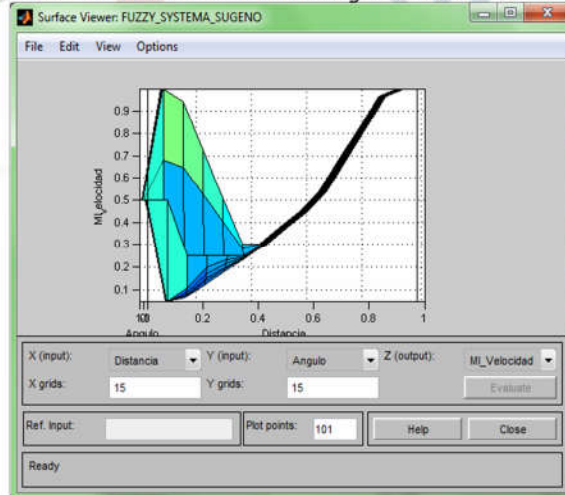 Surface Viewer: FUZZY_SYSTEMA_SUGENO
File Edit View Options
0.9
0.8
0.7
0.6
0.5
0.4
0.3
0.2
0.1
MI_Velocidad
0.2 0.4 0.6 0.8 1
Angulo Distancia
X (input): Distancia Y (input): Angulo Z (output): MI_Velocidad
X grids: 15 Y grids: 15 Evaluate
Ref. Input: Plot points: 101 Help Close
Ready